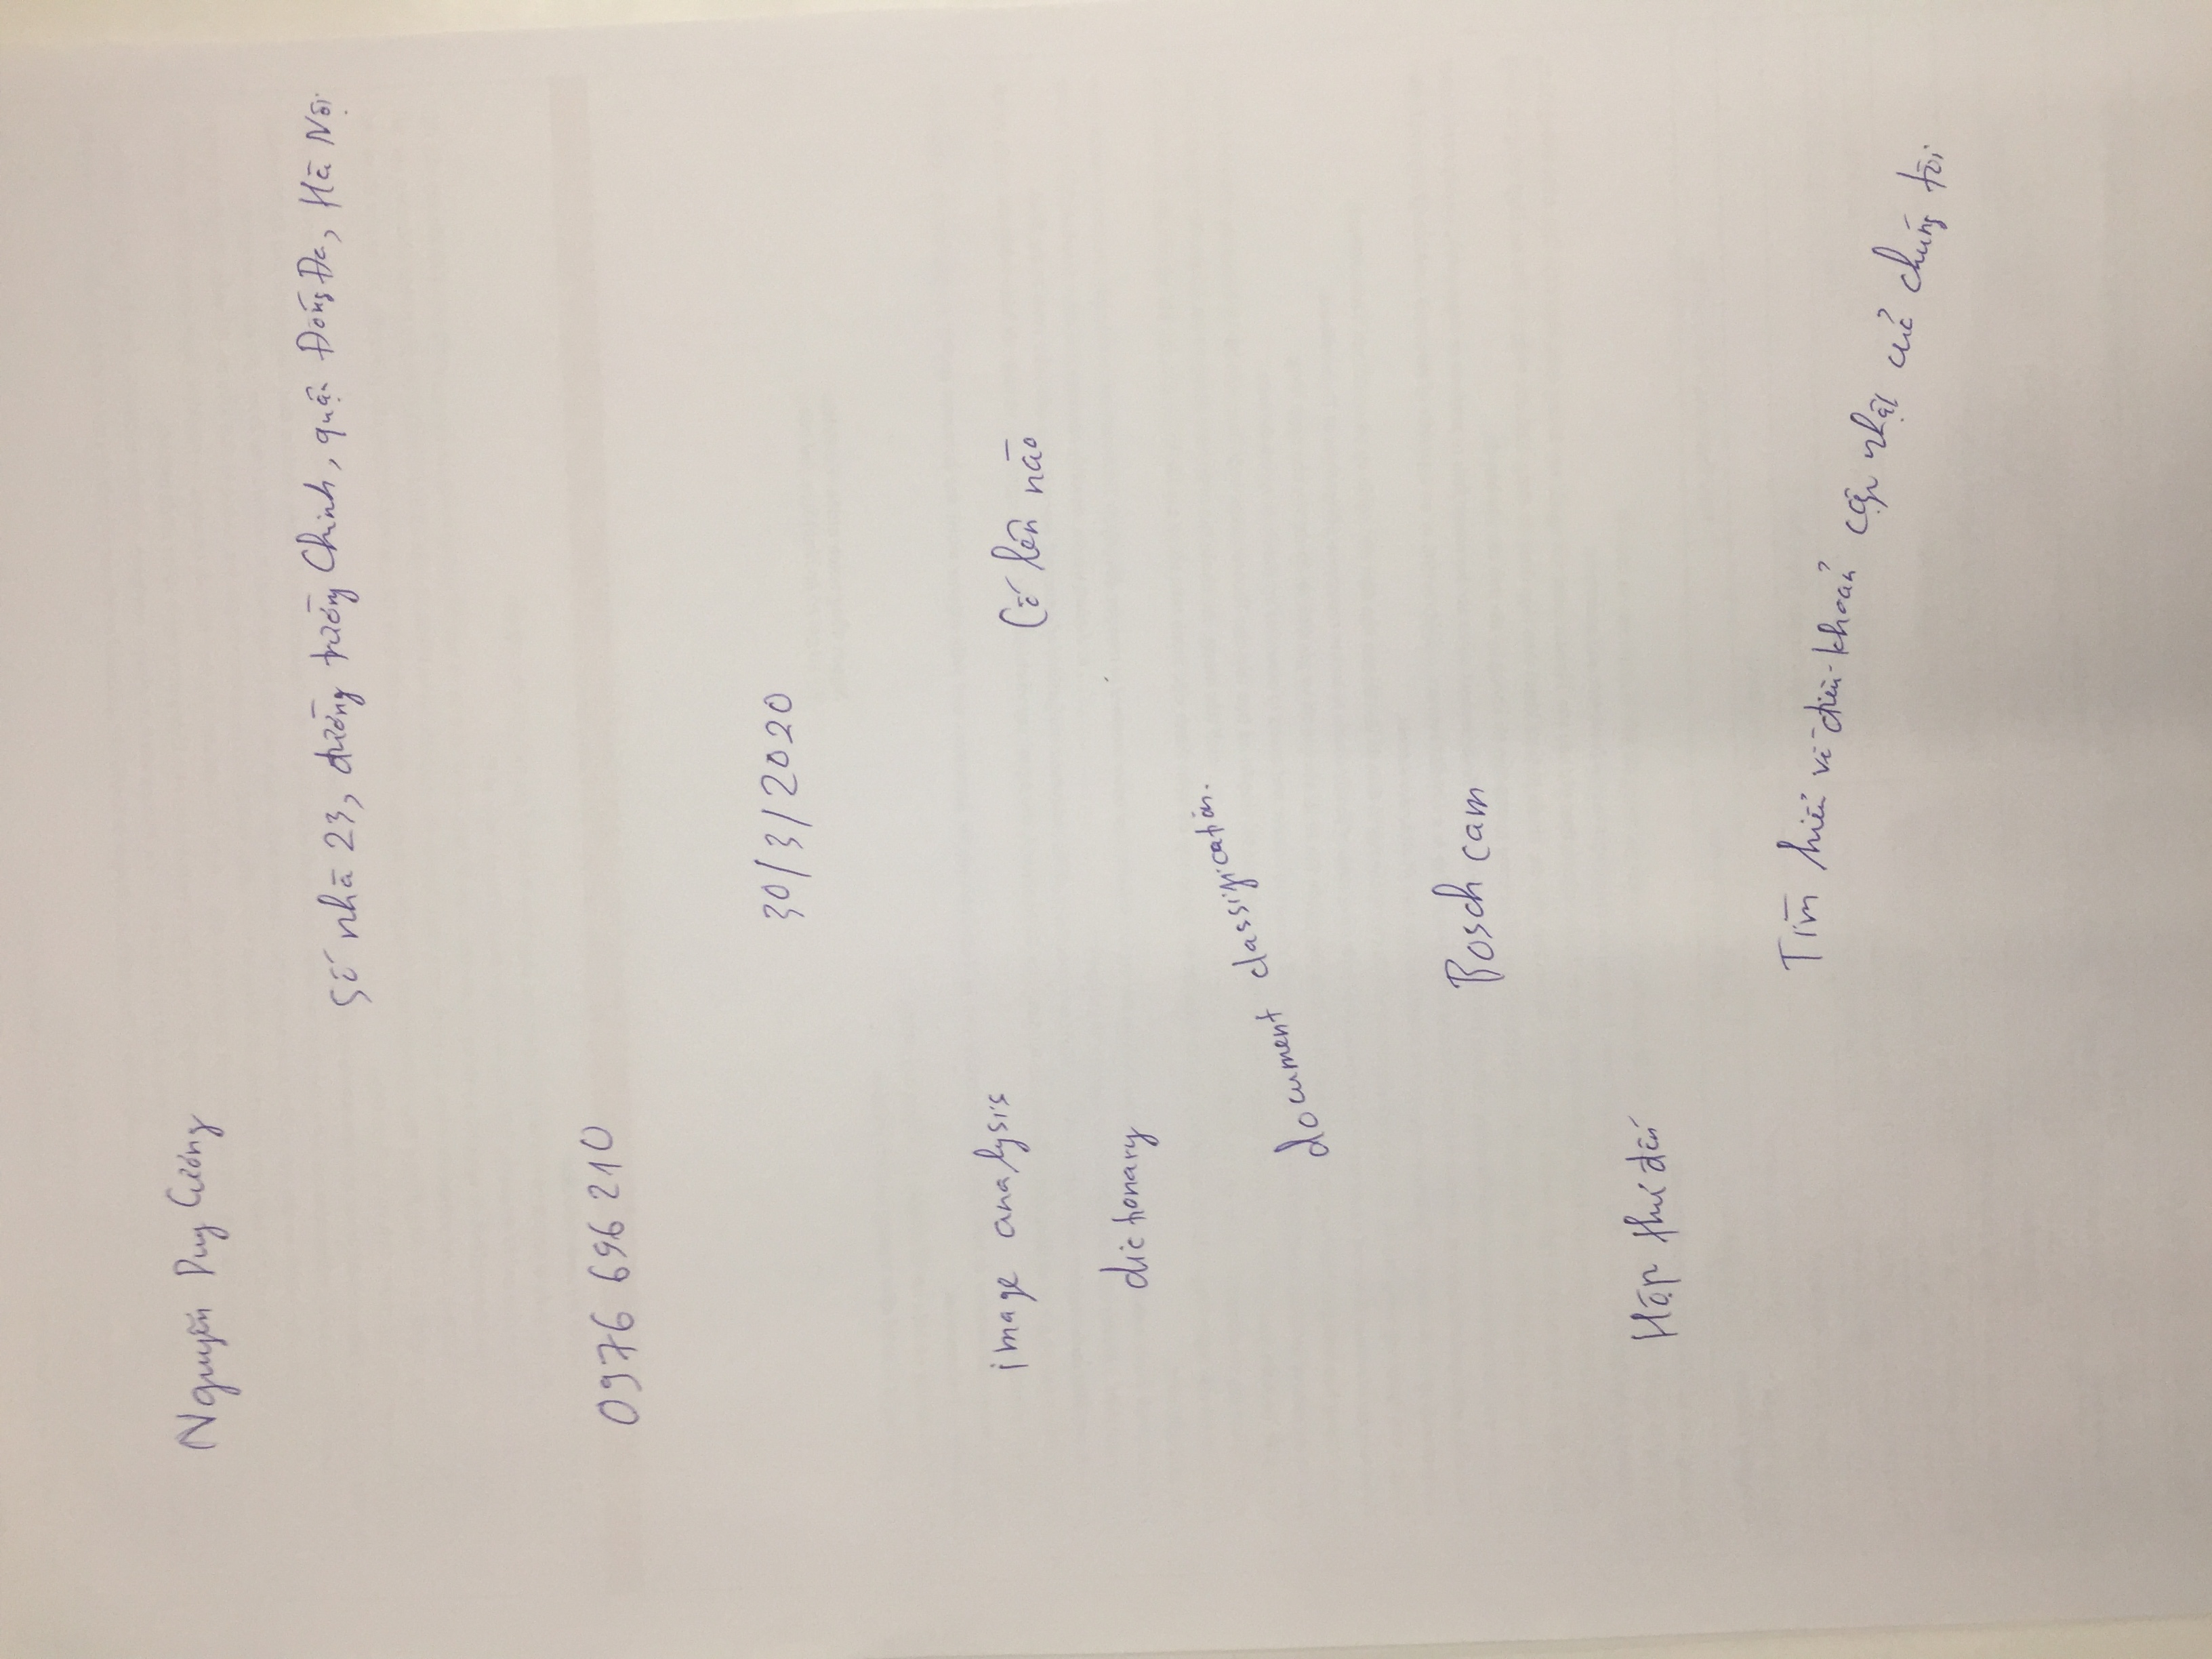 Nguyễn Duy Cương
Số nhà 23, đường trường Chinh, quận Đống Đa, Hà Nội
0976 696 210
30/3/2020
image analysis
Cố lên nào
dictionary
document classification.
Bosch cam
Hộp thư đến
Tìm hiểu về điều khoản cập nhật của chúng tôi